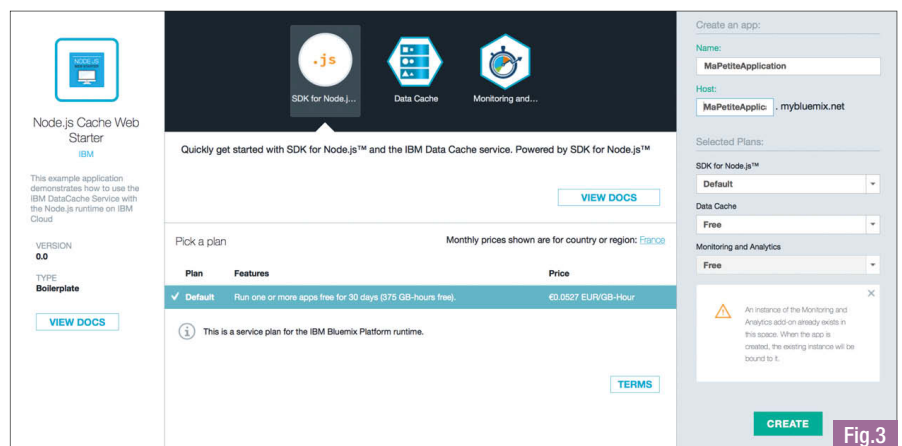 NODE JS
Node.js Cache Web
Starter
IBM
This example application
demonstrates how to use the
IBM DataCache Service with
the Node.js runtime on IBM
Cloud
VERSION
0.0
TYPE
Boilerplate
VIEW DOCS
.js
SDK for Node.j...
Data Cache
Monitoring and...
Quickly get started with SDK for Node.js™ and the IBM Data Cache service. Powered by SDK for Node.js™
VIEW DOCS
Pick a plan
Monthly prices shown are for country or region: France
Plan Features Price
Default Run one or more apps free for 30 days (375 GB-hours free). €0.0527 EUR/GB-Hour
This is a service plan for the IBM Bluemix Platform runtime.
TERMS
Create an app:
Name:
MaPetiteApplication
Host:
MaPetiteApplic . mybluemix.net
Selected Plans:
SDK for Node.js™
Default
Data Cache
Free
Monitoring and Analytics
Free
An instance of the Monitoring and
Analytics add-on already exists in
this space. When the app is
created, the existing instance will be
bound to it.
CREATE
Fig.3